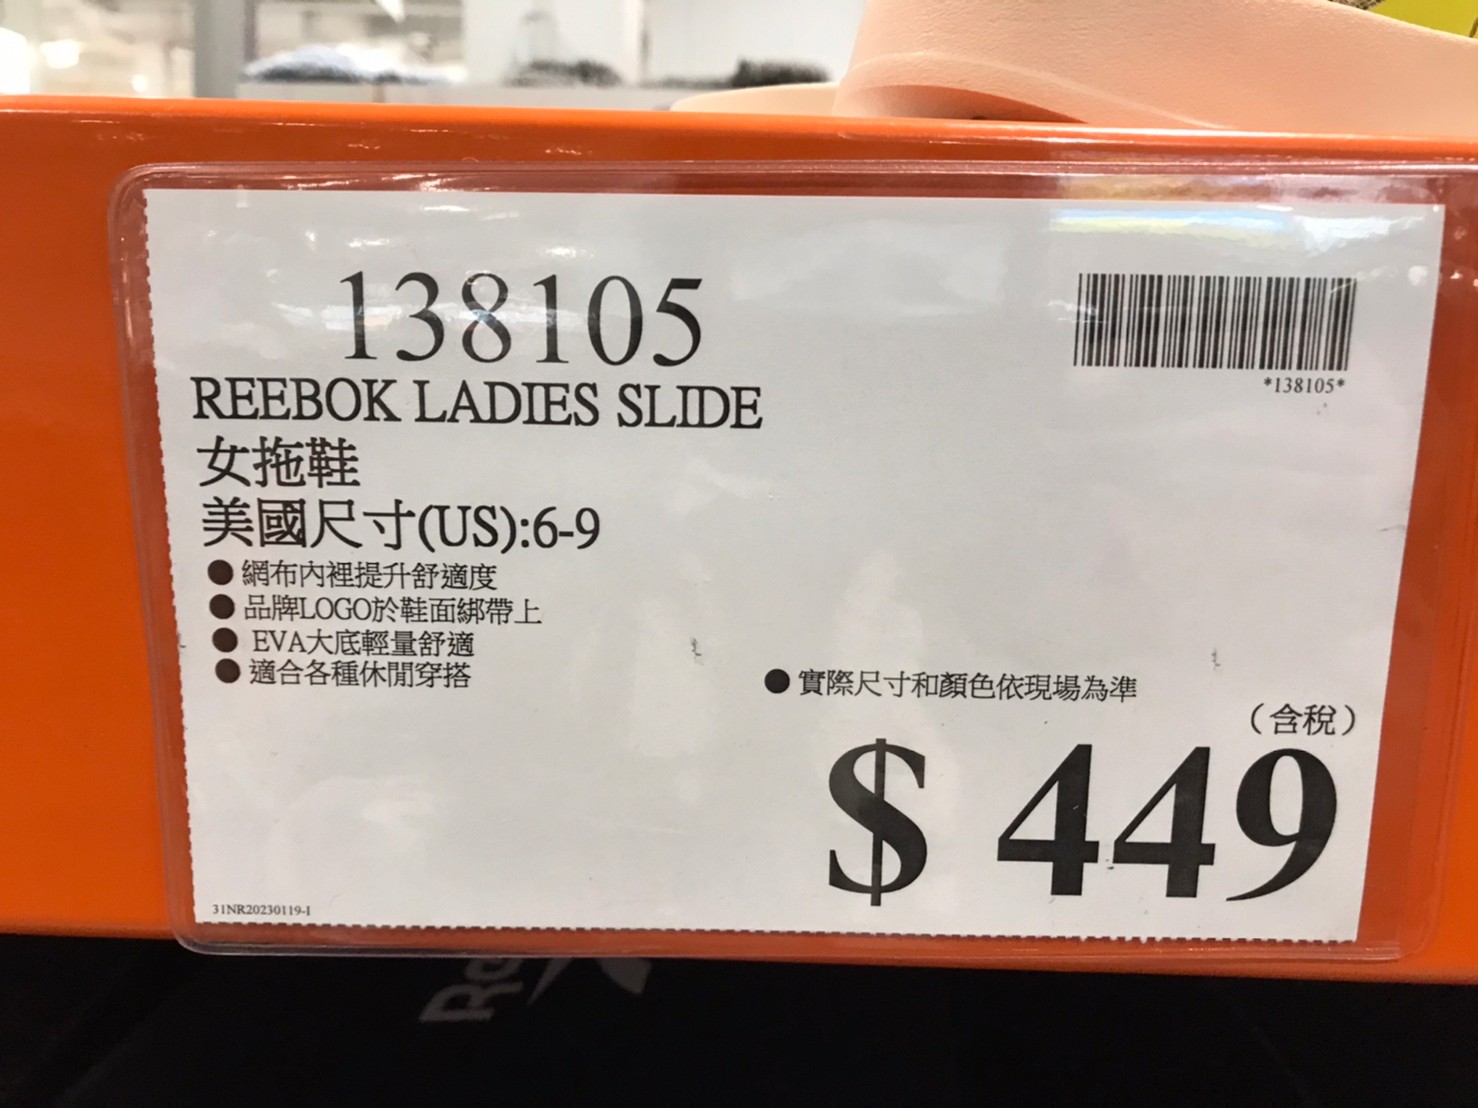 138105
*138105*
REEBOK LADIES SLIDE
女拖鞋
美國尺寸(US):6-9
● 網布內裡提升舒適度
● 品牌LOGO於鞋面綁帶上
● EVA大底輕量舒適
● 適合各種休閒穿搭
● 實際尺寸和顏色依現場為準
（含稅）
$ 449
31NR20230119-1